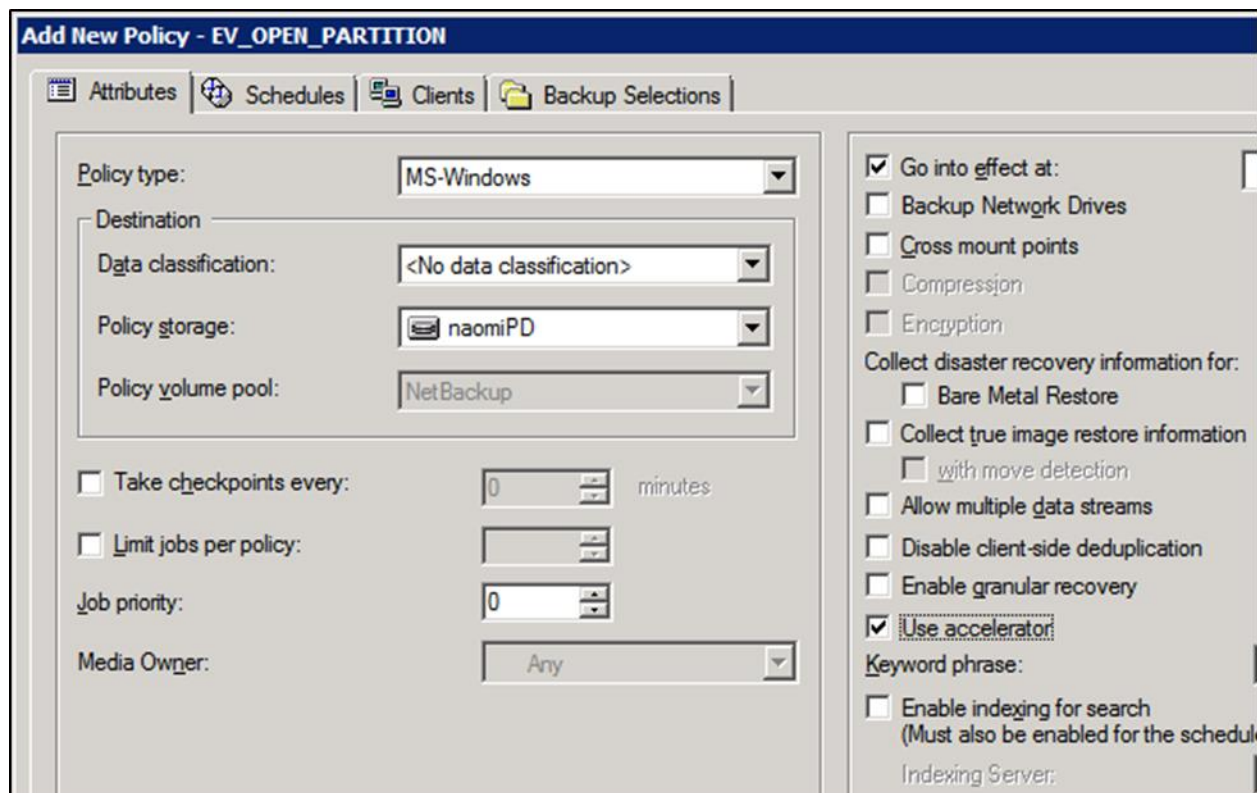 Add New Policy - EV_OPEN_PARTITION
Attributes Schedules Clients Backup Selections
Policy type: MS-Windows
Destination
Data classification: <No data classification>
Policy storage: naomiPD
Policy volume pool: NetBackup
Take checkpoints every: 0 minutes
Limit jobs per policy:
Job priority: 0
Media Owner: Any
Go into effect at:
Backup Network Drives
Cross mount points
Compression
Encryption
Collect disaster recovery information for:
Bare Metal Restore
Collect true image restore information
with move detection
Allow multiple data streams
Disable client-side deduplication
Enable granular recovery
Use accelerator
Keyword phrase:
Enable indexing for search
(Must also be enabled for the schedule
Indexing Server: